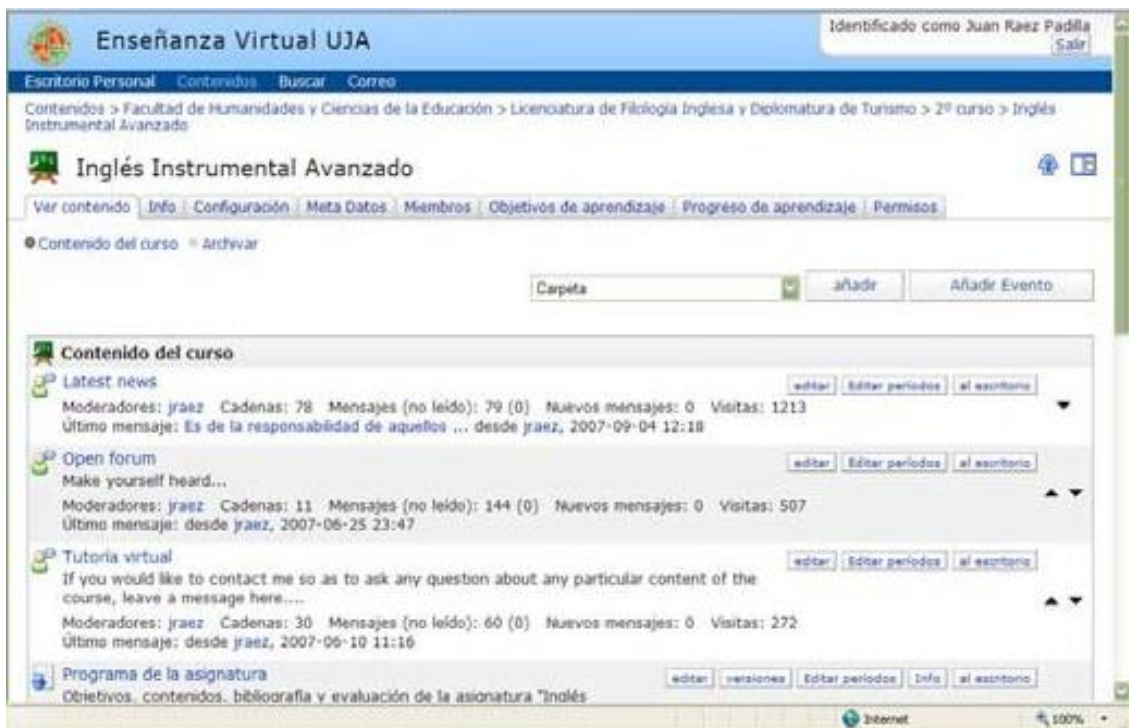 Enseñanza Virtual UJA
Identificado como Juan Raez Padilla
Salir
Escritorio Personal Contenidos Buscar Correo
Contenidos > Facultad de Humanidades y Ciencias de la Educación > Licenciatura de Filología Inglesa y Diplomatura de Turismo > 2º curso > Inglés
Instrumental Avanzado
Inglés Instrumental Avanzado
Ver contenido Info Configuración Meta Datos Miembros Objetivos de aprendizaje Progreso de aprendizaje Permisos
Contenido del curso Archivar
Carpeta añadir Añadir Evento
Contenido del curso
Latest news editar Editar períodos al escritorio
Moderadores: jraez Cadenas: 78 Mensajes (no leído): 79 (0) Nuevos mensajes: 0 Visitas: 1213
Último mensaje: Es de la responsabilidad de aquellos ... desde jraez, 2007-09-04 12:18
Open forum editar Editar períodos al escritorio
Make yourself heard...
Moderadores: jraez Cadenas: 11 Mensajes (no leído): 144 (0) Nuevos mensajes: 0 Visitas: 507
Último mensaje: desde jraez, 2007-06-25 23:47
Tutoría virtual editar Editar períodos al escritorio
If you would like to contact me so as to ask any question about any particular content of the
course, leave a message here....
Moderadores: jraez Cadenas: 30 Mensajes (no leído): 60 (0) Nuevos mensajes: 0 Visitas: 272
Último mensaje: desde jraez, 2007-06-10 11:16
Programa de la asignatura editar versiones Editar períodos Info al escritorio
Objetivos, contenidos, bibliografía y evaluación de la asignatura "Inglés
Internet 100%